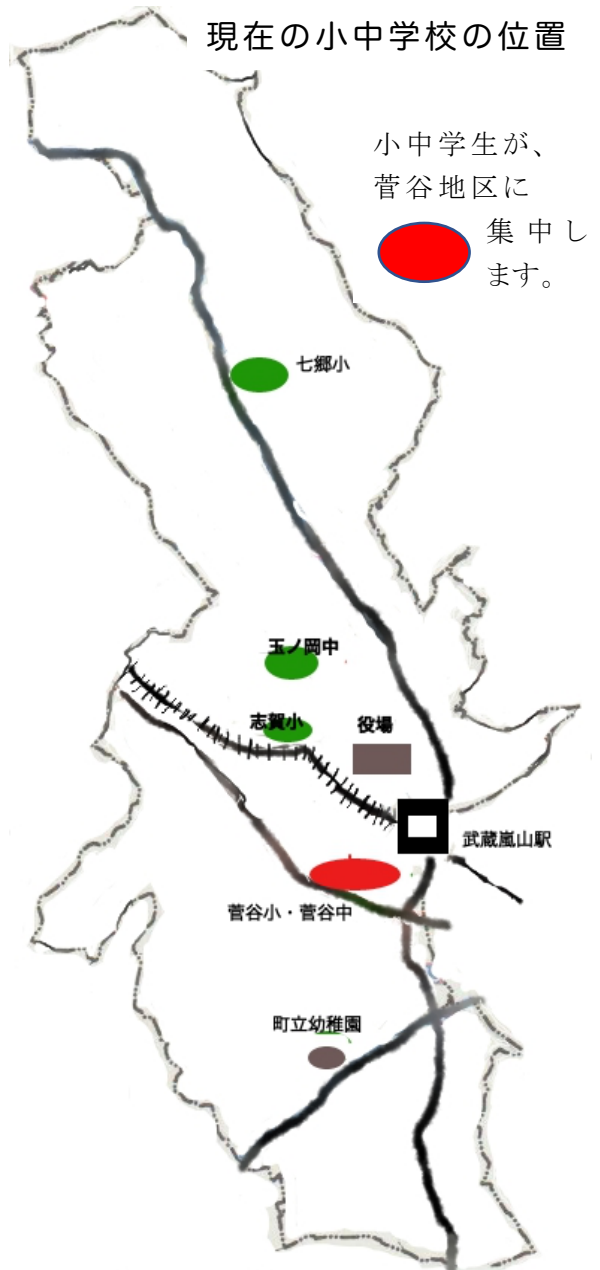 現在の小中学校の位置
小中学生が、
菅谷地区に
集中し
ます。
七郷小
玉ノ岡中
志賀小
役場
武蔵嵐山駅
菅谷小・菅谷中
町立幼稚園